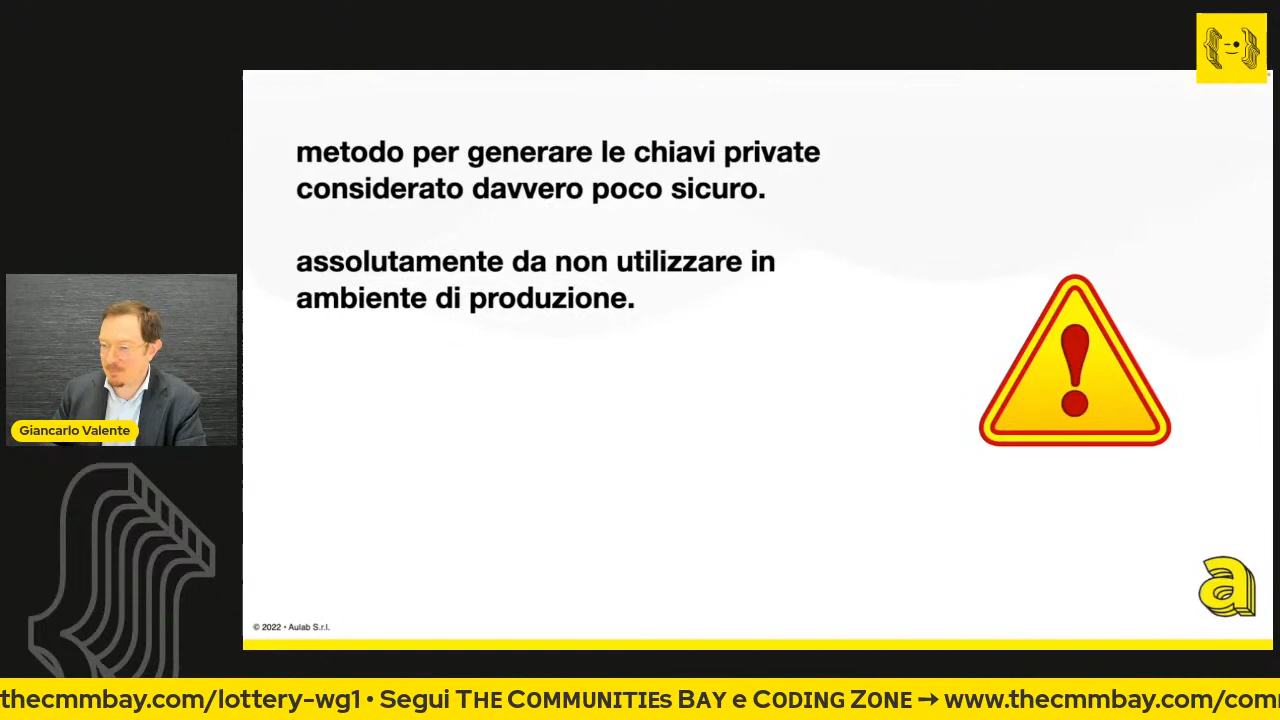 metodo per generare le chiavi private
considerato davvero poco sicuro.
assolutamente da non utilizzare in
ambiente di produzione.
Giancarlo Valente
a
© 2022 • Aulab S.r.l.
thecmmbay.com/lottery-wg1 • Segui THE COMMUNITIEs BAY e CODING ZONE → www.thecmmbay.com/com